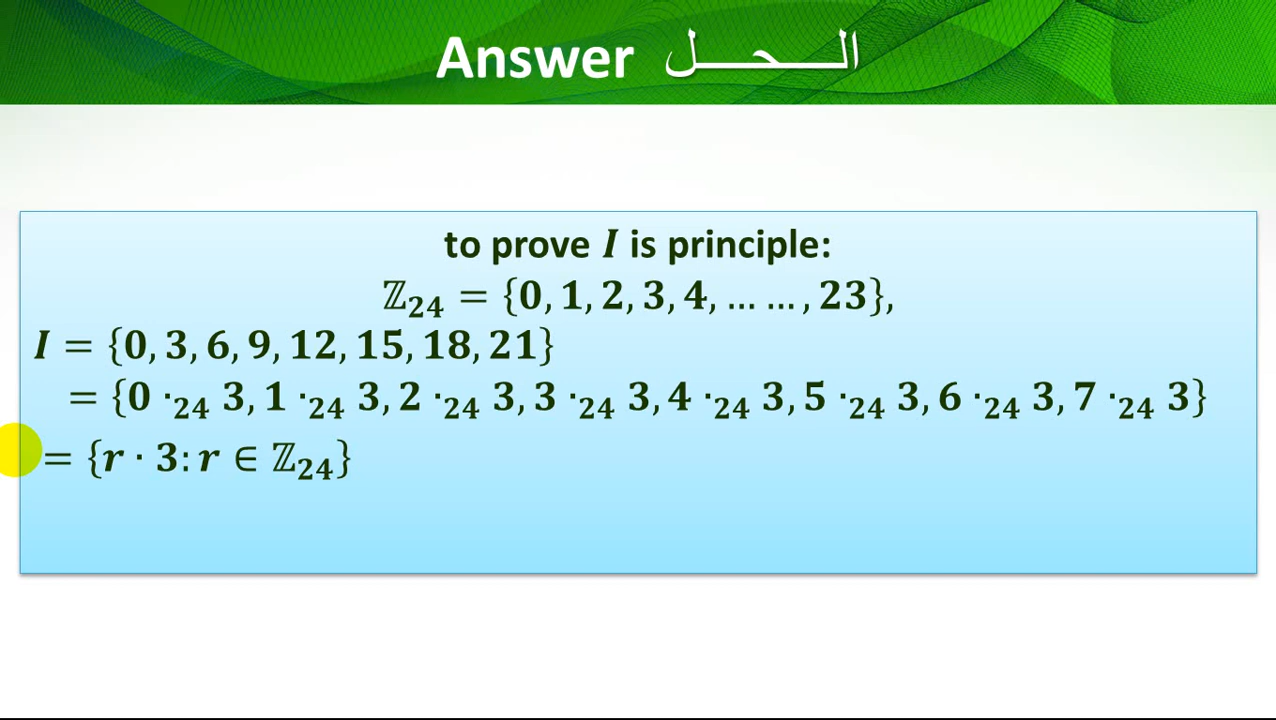 Answer الـــــحـــــل
to prove 𝑰 is principle:
ℤ₂₄ = {0, 1, 2, 3, 4, … … , 23},
𝑰 = {0, 3, 6, 9, 12, 15, 18, 21}
= {0 ·₂₄ 3, 1 ·₂₄ 3, 2 ·₂₄ 3, 3 ·₂₄ 3, 4 ·₂₄ 3, 5 ·₂₄ 3, 6 ·₂₄ 3, 7 ·₂₄ 3}
= {𝒓 · 3: 𝒓 ∈ ℤ₂₄}